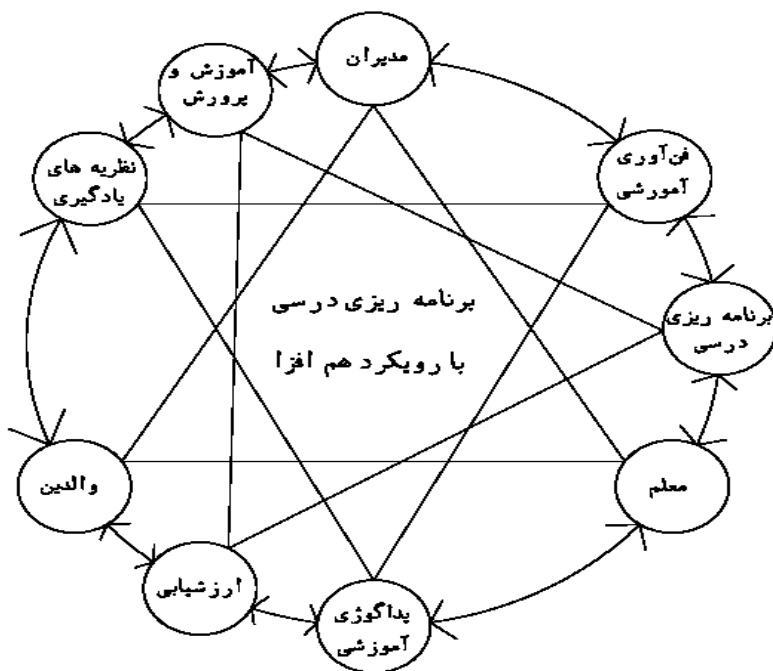 مدیران
آموزش و
پرورش
فن‌آوری
آموزشی
نظریه های
یادگیری
برنامه ریزی درسی
با رویکرد هم افزا
برنامه ریزی
درسی
معلم
والدین
ارزشیابی
پداگوژی
آموزشی